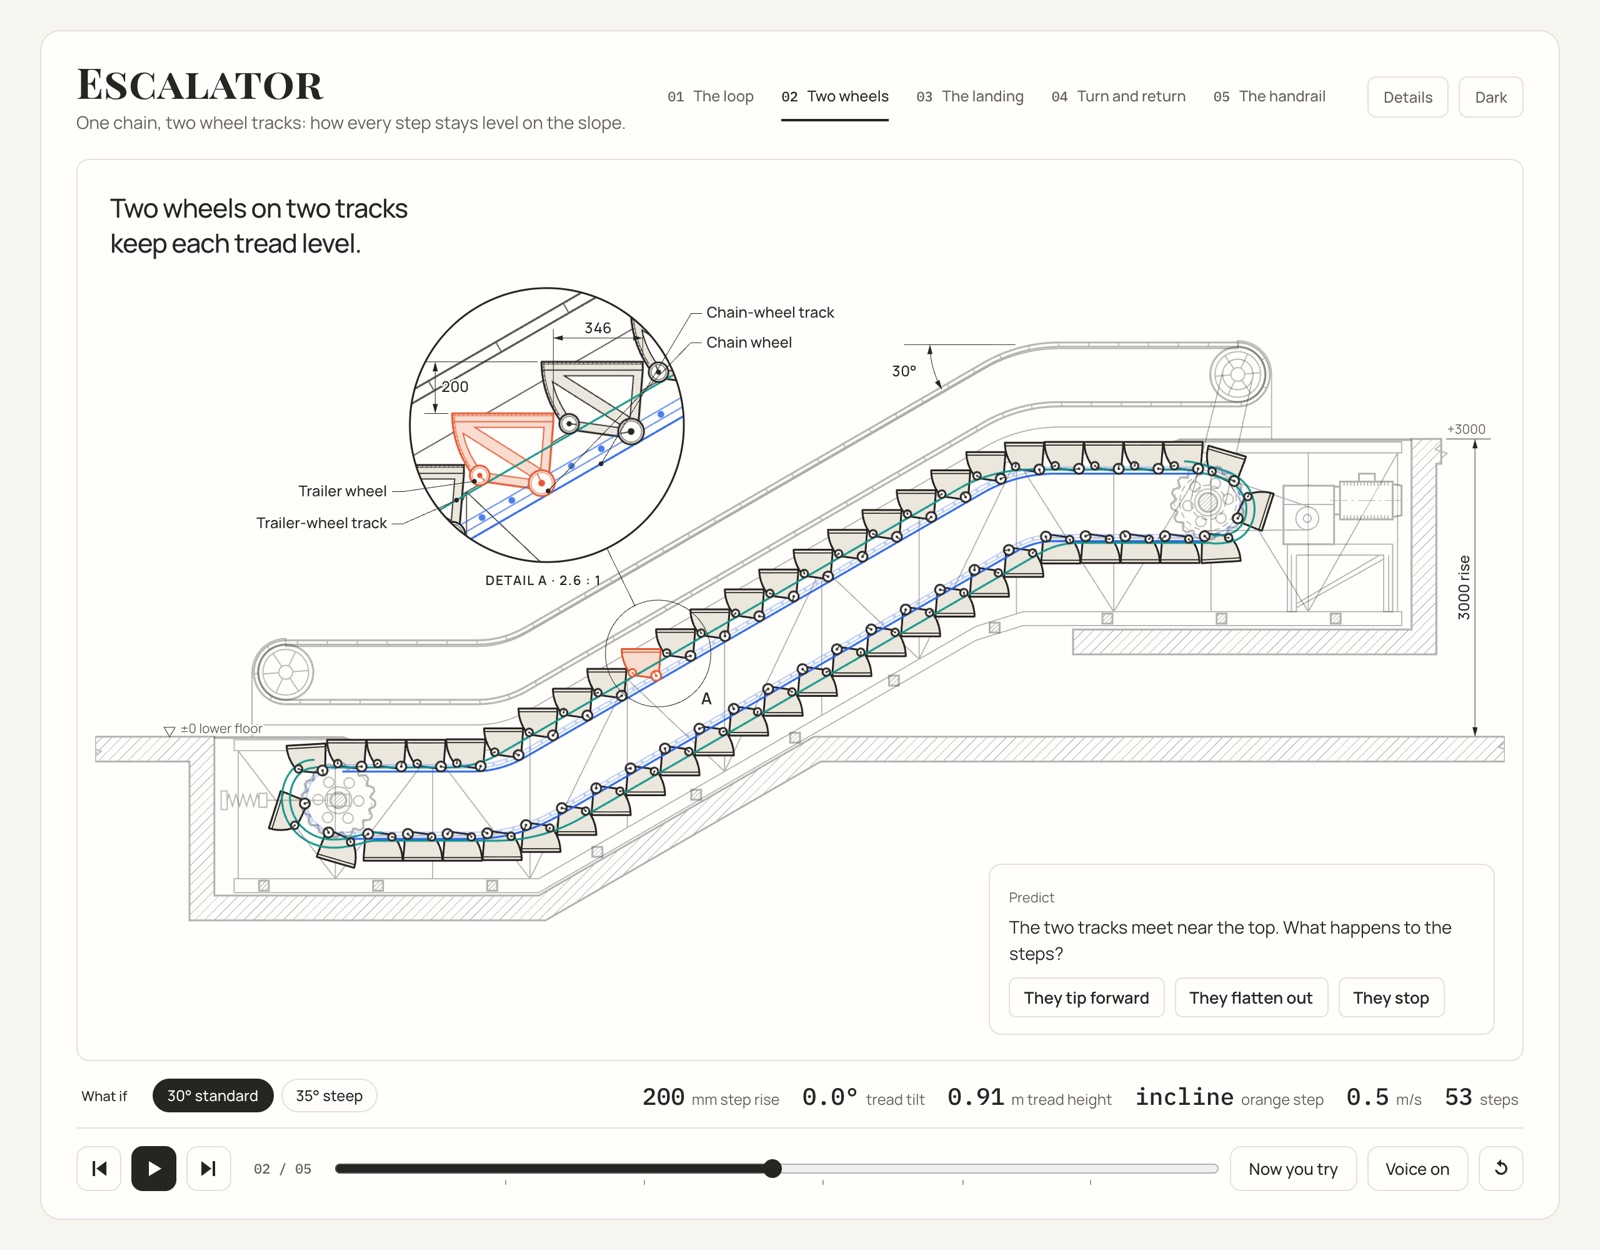 ESCALATOR
One chain, two wheel tracks: how every step stays level on the slope.
01 The loop
02 Two wheels
03 The landing
04 Turn and return
05 The handrail
Details
Dark
Two wheels on two tracks
keep each tread level.
Chain-wheel track
Chain wheel
346
200
Trailer wheel
Trailer-wheel track
DETAIL A · 2.6 : 1
30°
+3000
3000 rise
A
±0 lower floor
Predict
The two tracks meet near the top. What happens to the
steps?
They tip forward
They flatten out
They stop
What if
30° standard
35° steep
200 mm step rise
0.0° tread tilt
0.91 m tread height
incline orange step
0.5 m/s
53 steps
02 / 05
Now you try
Voice on